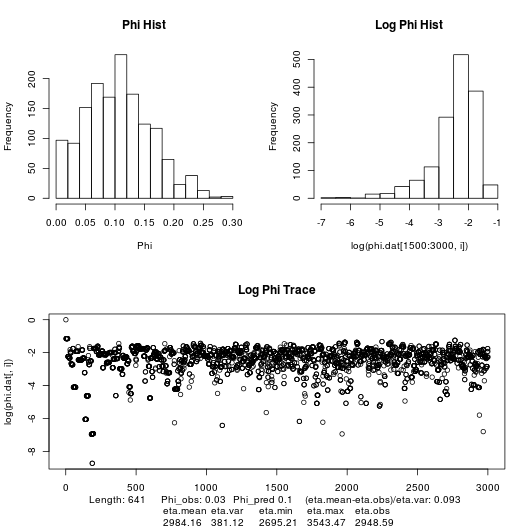 Phi Hist
Log Phi Hist
Frequency
0 50 100 150 200
0.00 0.05 0.10 0.15 0.20 0.25 0.30
Phi
Frequency
0 100 200 300 400 500
-7 -6 -5 -4 -3 -2 -1
log(phi.dat[1500:3000, i])
Log Phi Trace
log(phi.dat[, i])
0 -2 -4 -6 -8
0 500 1000 1500 2000 2500 3000
Length: 641 Phi_obs: 0.03 Phi_pred 0.1 (eta.mean-eta.obs)/eta.var: 0.093
eta.mean eta.var eta.min eta.max eta.obs
2984.16 381.12 2695.21 3543.47 2948.59